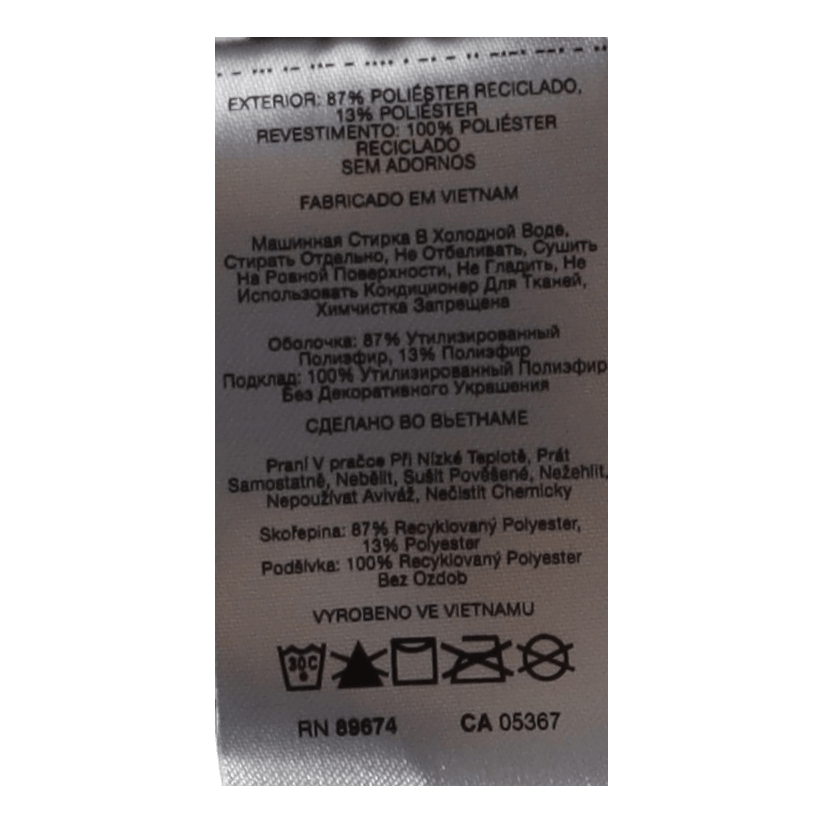 EXTERIOR: 87% POLIÉSTER RECICLADO,
13% POLIÉSTER
REVESTIMENTO: 100% POLIÉSTER
RECICLADO
SEM ADORNOS
FABRICADO EM VIETNAM
Машинная Стирка В Холодной Воде,
Стирать Отдельно, Не Отбеливать, Сушить
На Ровной Поверхности, Не Гладить, Не
Использовать Кондиционер Для Тканей,
Химчистка Запрещена
Оболочка: 87% Утилизированный
Полиэфир, 13% Полиэфир
Подклад: 100% Утилизированный Полиэфир
Без Декоративного Украшения
СДЕЛАНО ВО ВЬЕТНАМЕ
Praní V pračce Při Nízké Teplotě, Prát
Samostatně, Nebělit, Sušit Pověšené, Nežehlit,
Nepoužívat Aviváž, Nečistit Chemicky
Skořepina: 87% Recyklovaný Polyester,
13% Polyester
Podšívka: 100% Recyklovaný Polyester
Bez Ozdob
VYROBENO VE VIETNAMU
30C
RN 89674 CA 05367